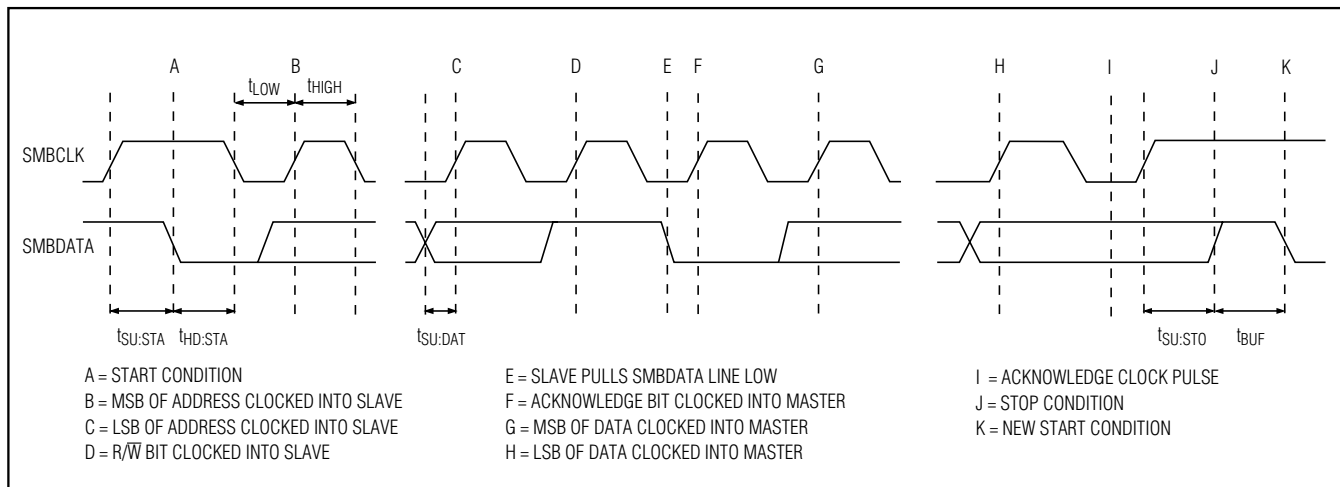 A B C D E F G H I J K
tLOW tHIGH
SMBCLK
SMBDATA
tSU:STA tHD:STA tSU:DAT tSU:STO tBUF
A = START CONDITION
B = MSB OF ADDRESS CLOCKED INTO SLAVE
C = LSB OF ADDRESS CLOCKED INTO SLAVE
D = R/W̅ BIT CLOCKED INTO SLAVE
E = SLAVE PULLS SMBDATA LINE LOW
F = ACKNOWLEDGE BIT CLOCKED INTO MASTER
G = MSB OF DATA CLOCKED INTO MASTER
H = LSB OF DATA CLOCKED INTO MASTER
I = ACKNOWLEDGE CLOCK PULSE
J = STOP CONDITION
K = NEW START CONDITION